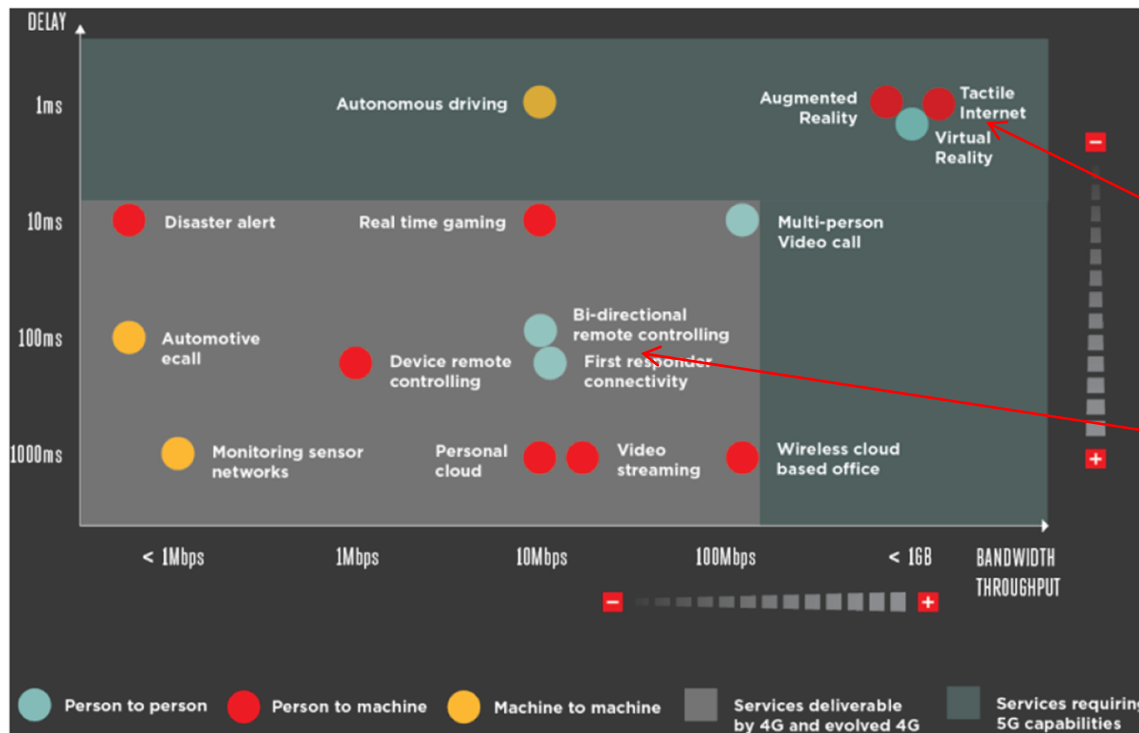 DELAY
1ms
Autonomous driving
Augmented
Reality
Tactile
Internet
Virtual
Reality
10ms
Disaster alert
Real time gaming
Multi-person
Video call
100ms
Automotive
ecall
Device remote
controlling
Bi-directional
remote controlling
First responder
connectivity
1000ms
Monitoring sensor
networks
Personal
cloud
Video
streaming
Wireless cloud
based office
< 1Mbps
1Mbps
10Mbps
100Mbps
< 1GB
BANDWIDTH
THROUGHPUT
Person to person
Person to machine
Machine to machine
Services deliverable
by 4G and evolved 4G
Services requiring
5G capabilities